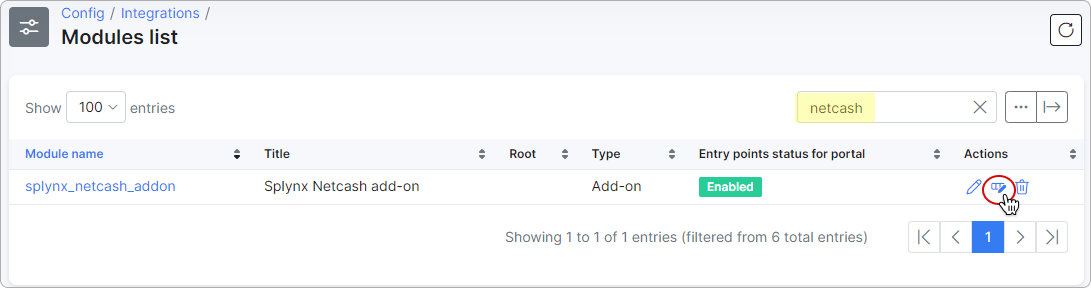 Config / Integrations /
Modules list
Show 100 entries
netcash
Module name Title Root Type Entry points status for portal Actions
splynx_netcash_addon Splynx Netcash add-on Add-on Enabled
Showing 1 to 1 of 1 entries (filtered from 6 total entries) 1